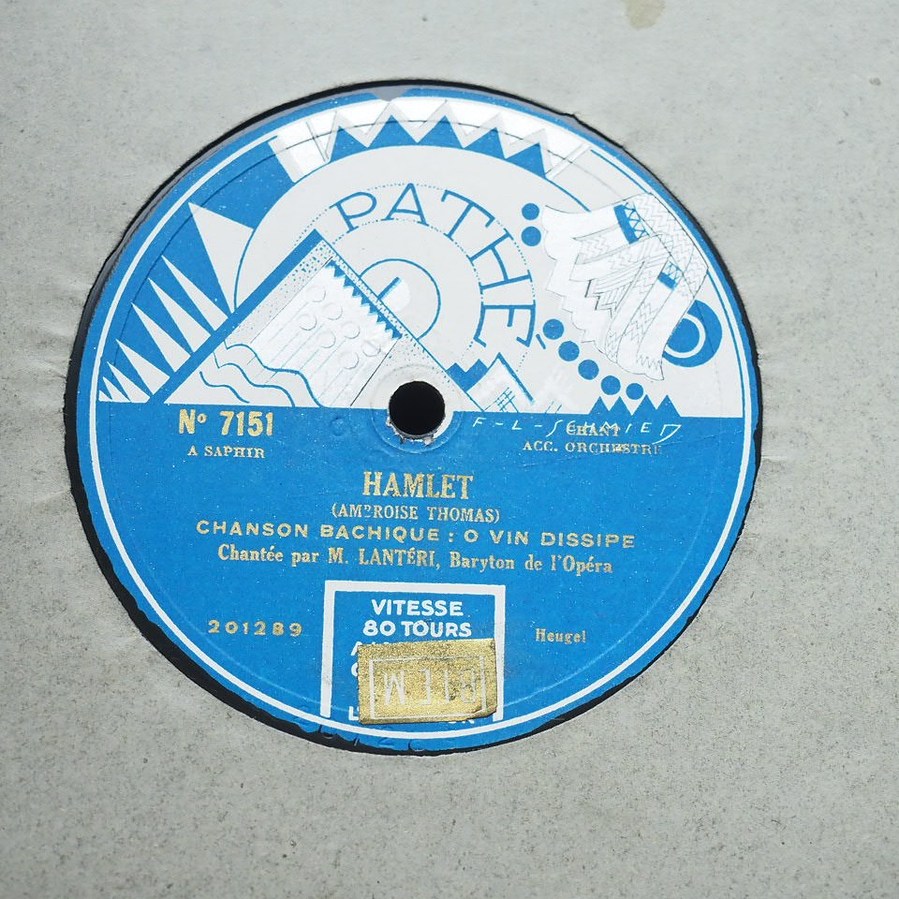 PATHÉ
F-L-SCHMIED
Nº 7151
A SAPHIR
CHANT
ACC. ORCHESTRE
HAMLET
(AMBROISE THOMAS)
CHANSON BACHIQUE : O VIN DISSIPE
Chantée par M. LANTÉRI, Baryton de l'Opéra
201289
VITESSE
80 TOURS
Heugel